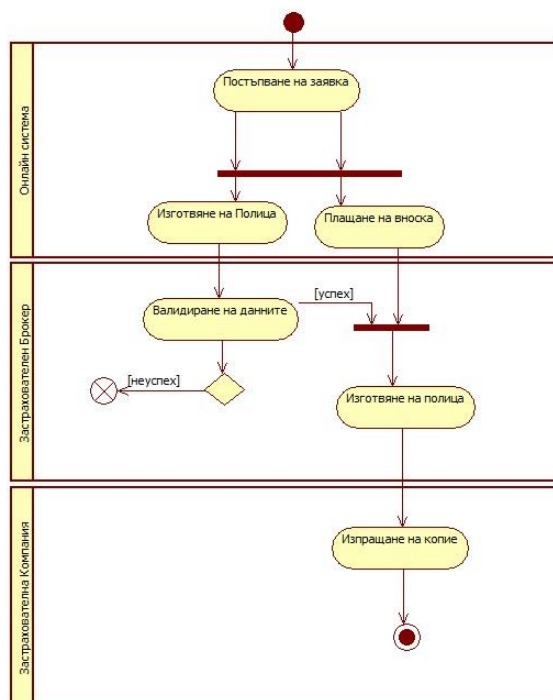 Онлайн система
Постъпване на заявка
Изготвяне на Полица
Плащане на вноска
Застрахователен Брокер
Валидиране на данните
[успех]
[неуспех]
Изготвяне на полица
Застрахователна Компания
Изпращане на копие